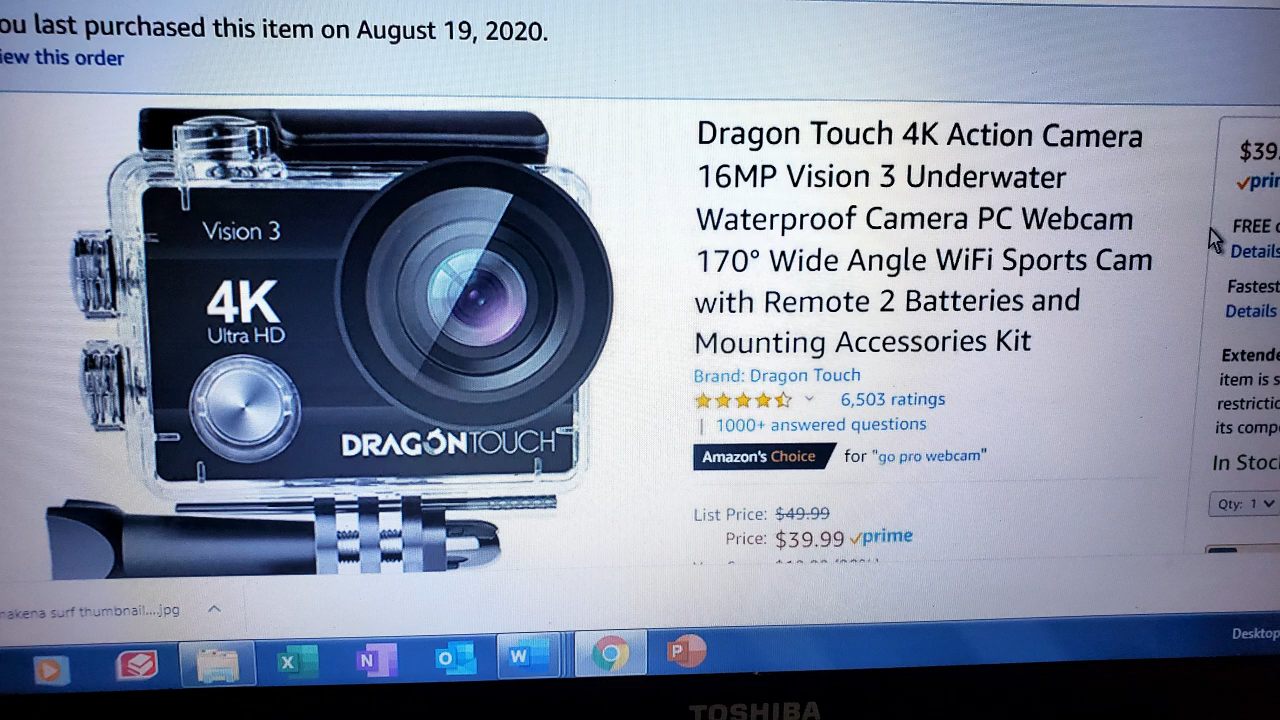 ou last purchased this item on August 19, 2020.
iew this order
Vision 3
4K
Ultra HD
DRAGONTOUCH
Dragon Touch 4K Action Camera
16MP Vision 3 Underwater
Waterproof Camera PC Webcam
170° Wide Angle WiFi Sports Cam
with Remote 2 Batteries and
Mounting Accessories Kit
Brand: Dragon Touch
6,503 ratings
| 1000+ answered questions
Amazon's Choice for "go pro webcam"
List Price: $49.99
Price: $39.99 prime
$39.
prin
FREE
Details
Fastest
Details
Extende
item is s
restrictio
its comp
In Stoc
Qty: 1
nakena surf thumbnail....jpg
X
N
O
W
P
Desktop
TOSHIBA